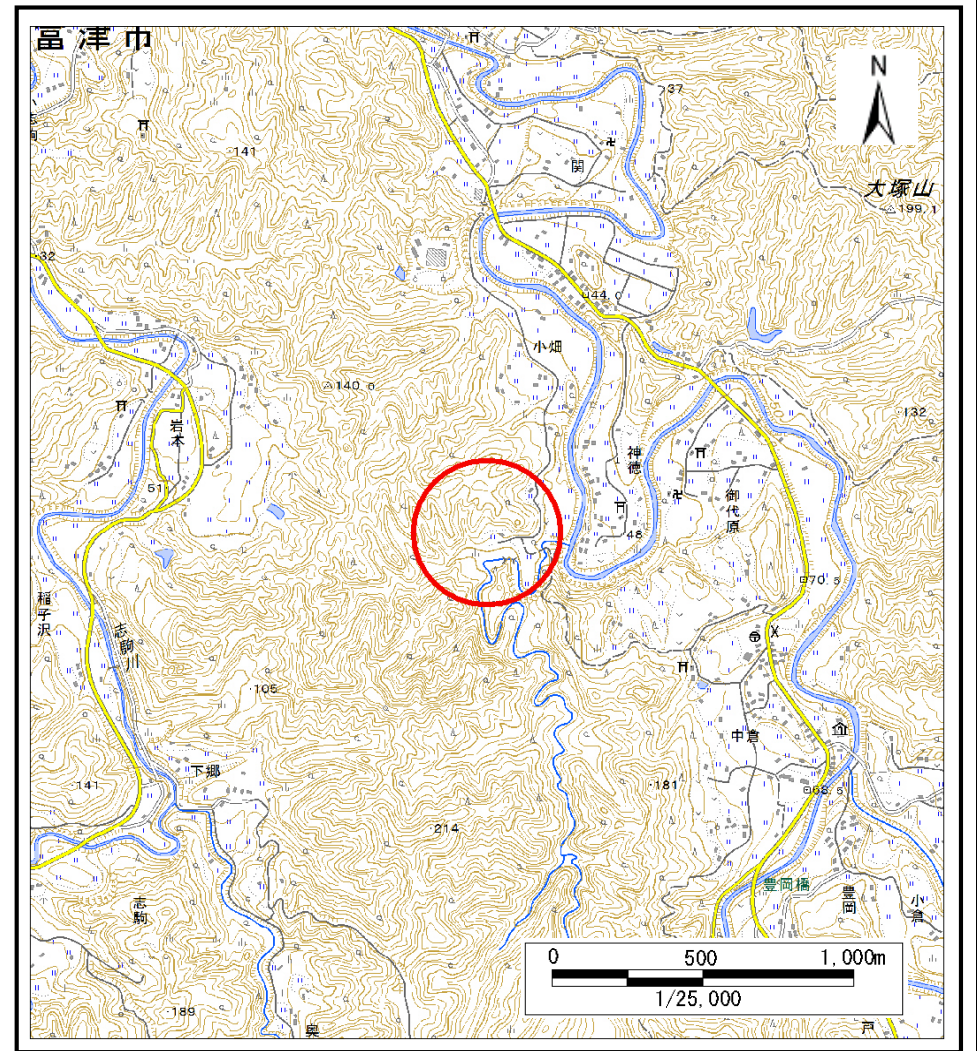 富津市
N
37
関
141
大塚山
199.1
32
44.0
小畑
140.0
132
岩本
神徳
51
御代原
48
70.5
稲子沢
志駒川
105
中倉
下郷
141
181
68.5
214
豊岡橋
志駒
豊岡
小倉
0 500 1,000m
1/25,000
189
奥
戸